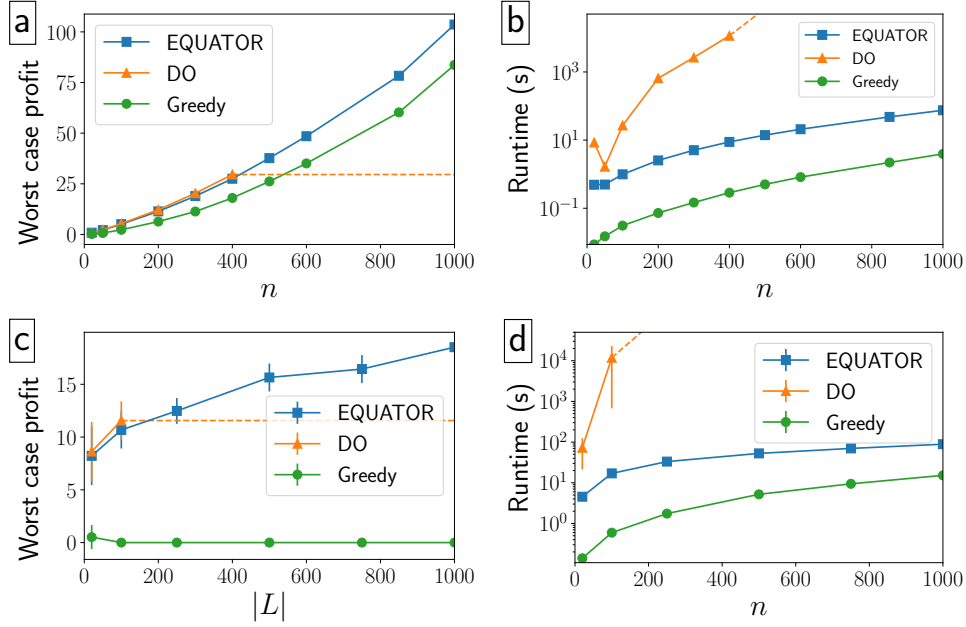 a
Worst case profit
100
75
50
25
0
EQUATOR
DO
Greedy
0 200 400 600 800 1000
n
b
Runtime (s)
10^3
10^1
10^-1
EQUATOR
DO
Greedy
0 200 400 600 800 1000
n
c
Worst case profit
15
10
5
0
EQUATOR
DO
Greedy
0 200 400 600 800 1000
|L|
d
Runtime (s)
10^4
10^3
10^2
10^1
10^0
EQUATOR
DO
Greedy
0 200 400 600 800 1000
n